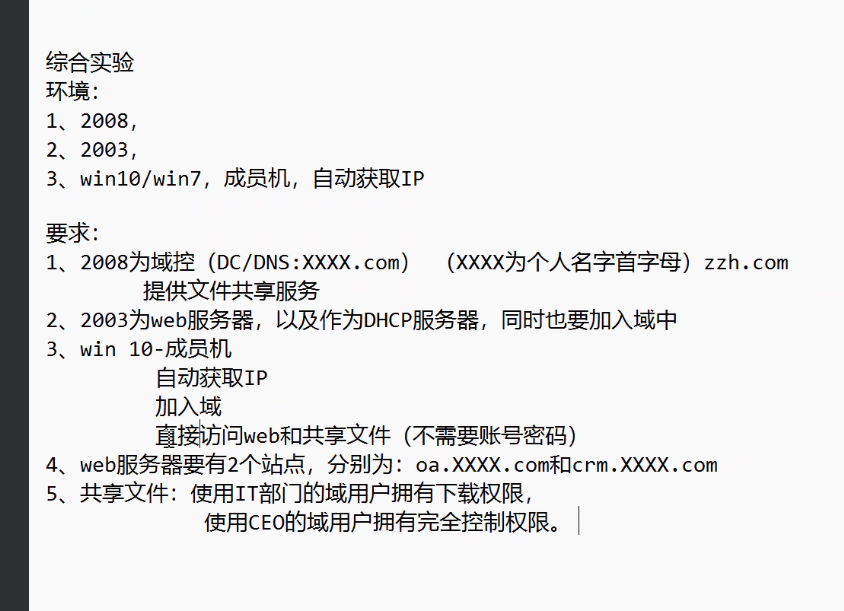 综合实验
环境：
1、2008，
2、2003，
3、win10/win7，成员机，自动获取IP
要求：
1、2008为域控（DC/DNS:XXXX.com） （XXXX为个人名字首字母）zzh.com
提供文件共享服务
2、2003为web服务器，以及作为DHCP服务器，同时也要加入域中
3、win 10-成员机
自动获取IP
加入域
直接访问web和共享文件（不需要账号密码）
4、web服务器要有2个站点，分别为：oa.XXXX.com和crm.XXXX.com
5、共享文件：使用IT部门的域用户拥有下载权限，
使用CEO的域用户拥有完全控制权限。